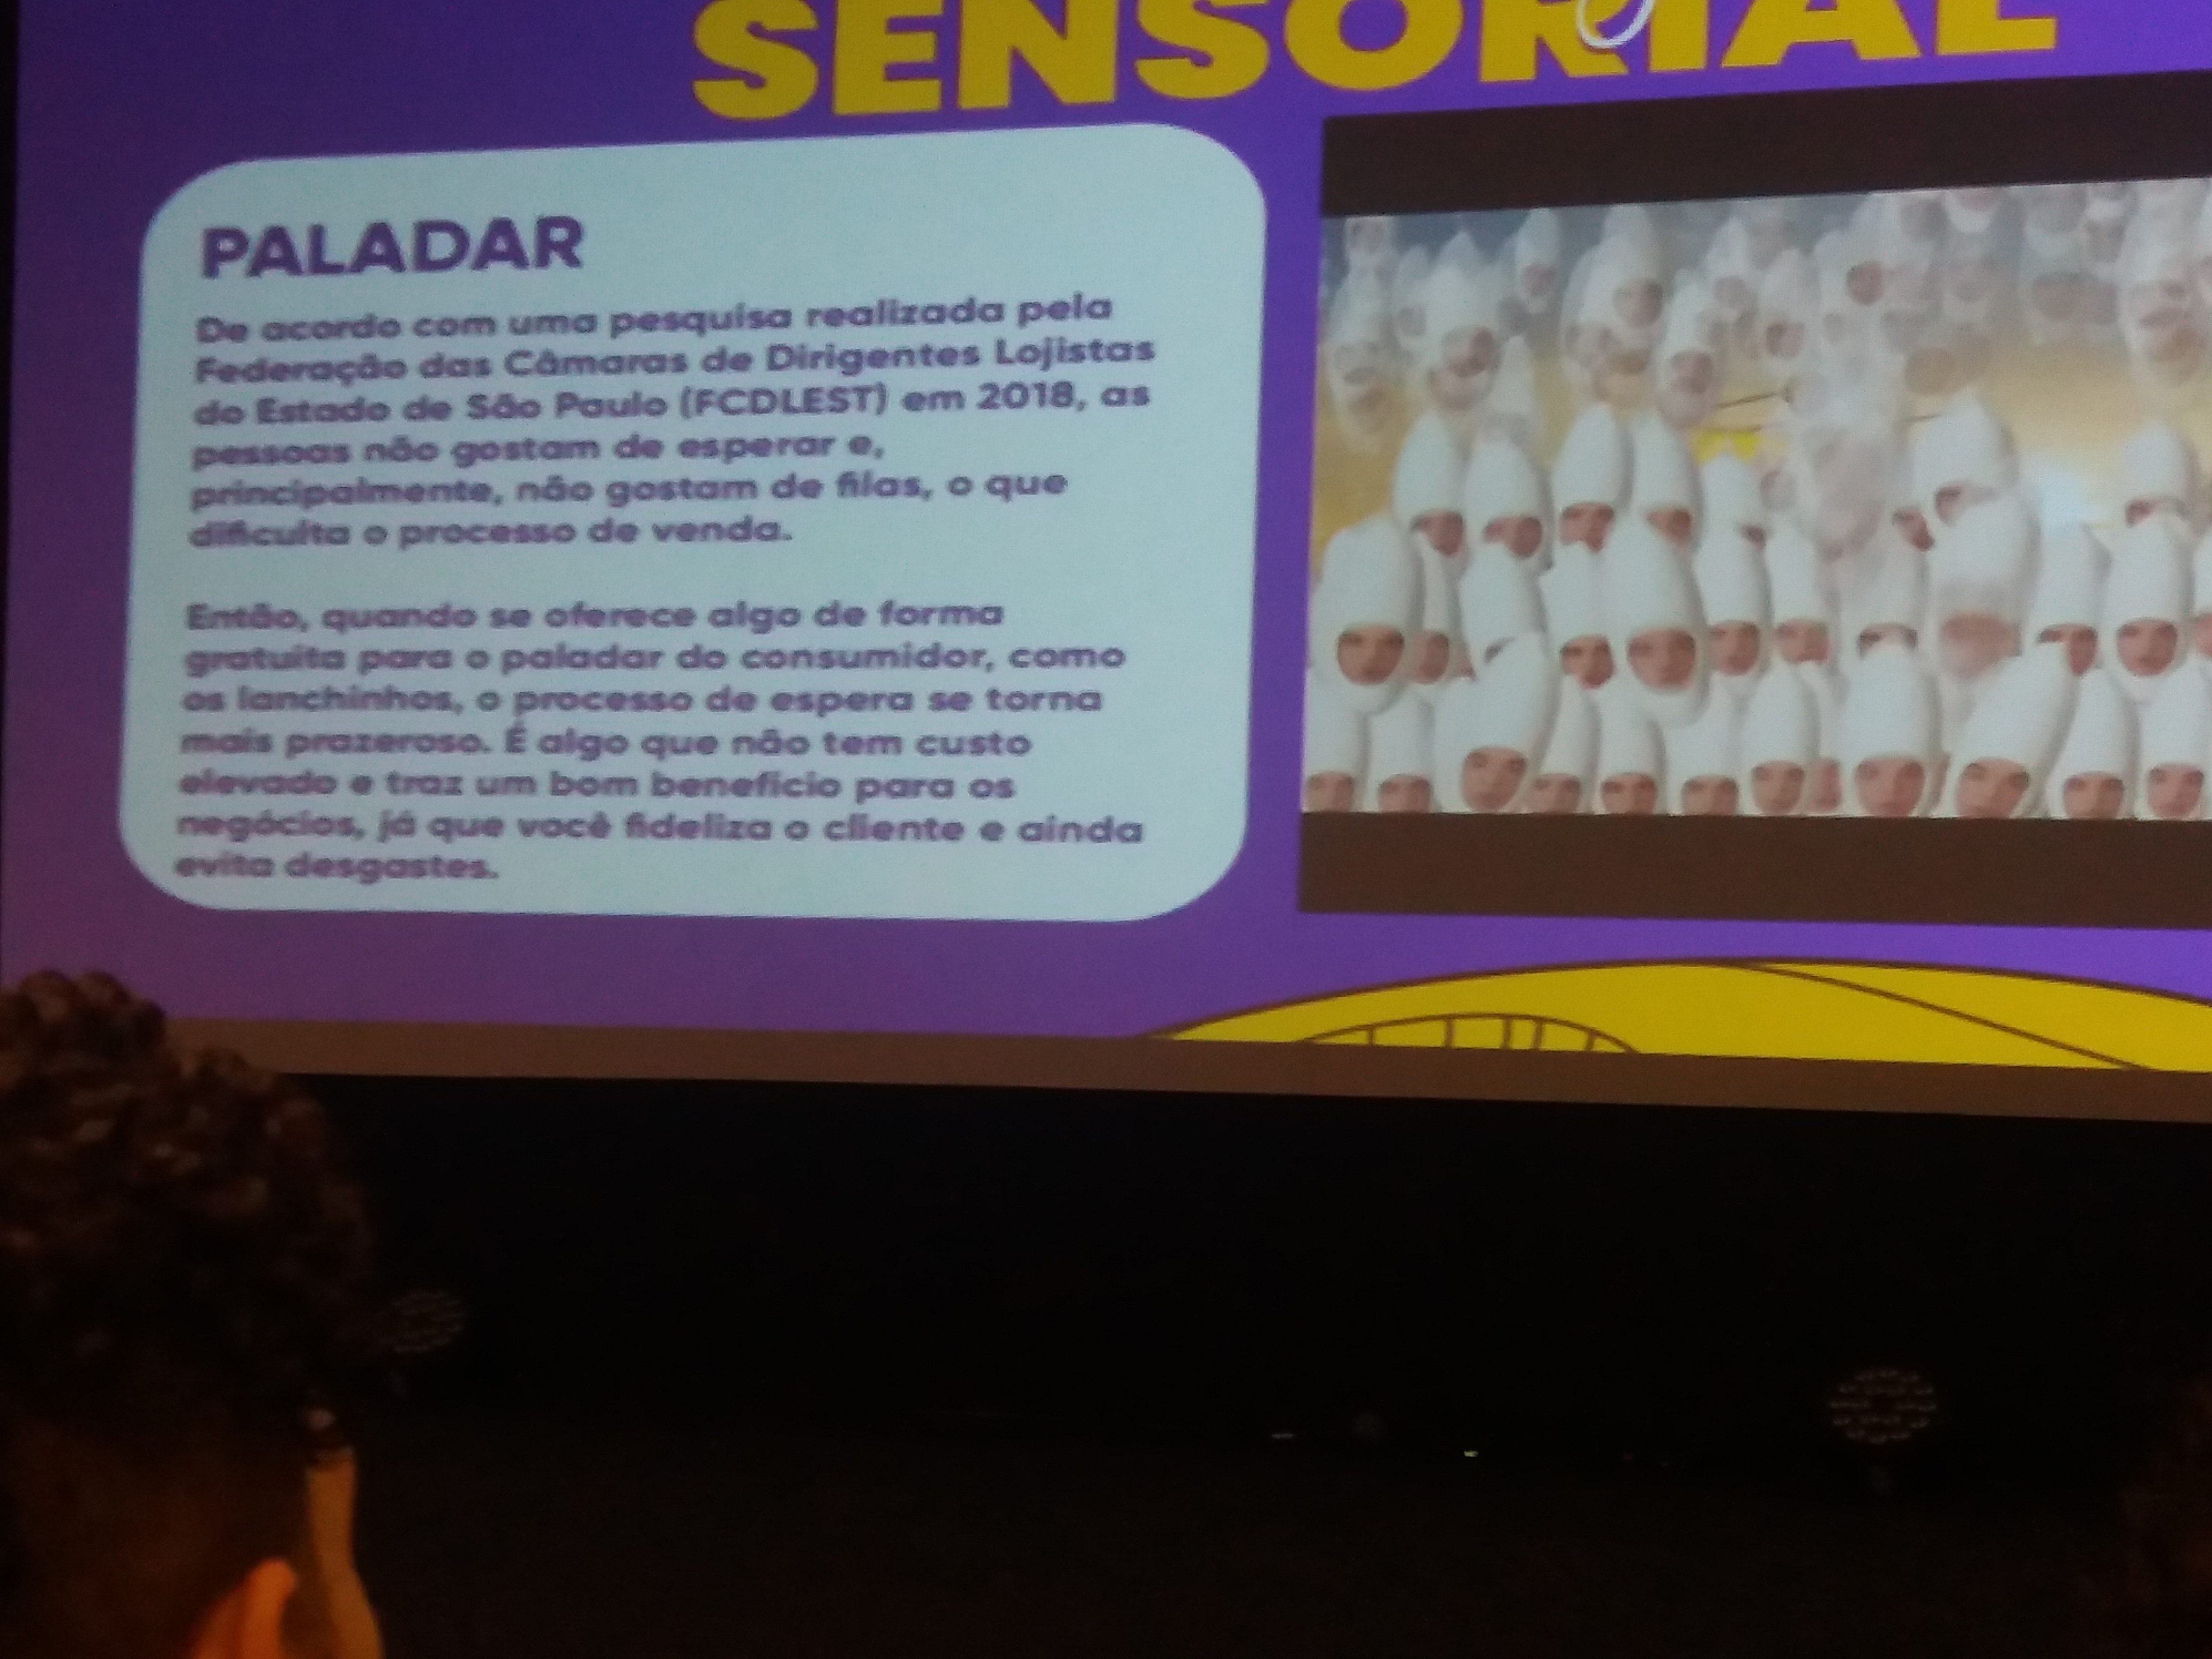 SENSORIAL
PALADAR
De acordo com uma pesquisa realizada pela
Federação das Câmaras de Dirigentes Lojistas
do Estado de São Paulo (FCDLEST) em 2018, as
pessoas não gostam de esperar e,
principalmente, não gostam de filas, o que
dificulta o processo de venda.
Então, quando se oferece algo de forma
gratuita para o paladar do consumidor, como
os lanchinhos, o processo de espera se torna
mais prazeroso. É algo que não tem custo
elevado e traz um bom benefício para os
negócios, já que você fideliza o cliente e ainda
evita desgastes.